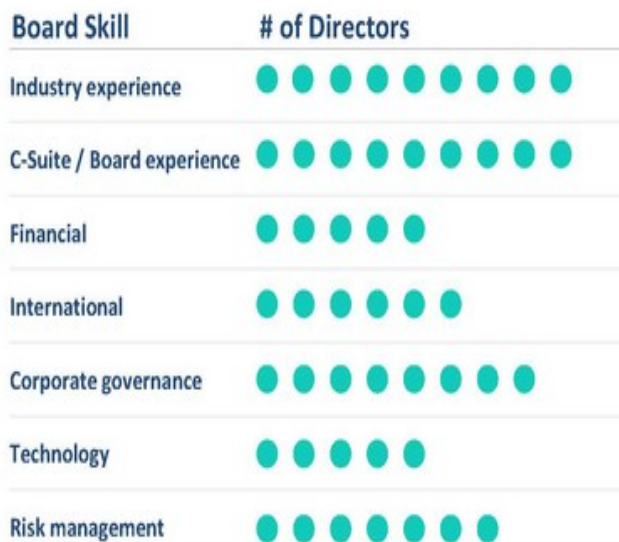 Board Skill # of Directors
Industry experience
C-Suite / Board experience
Financial
International
Corporate governance
Technology
Risk management